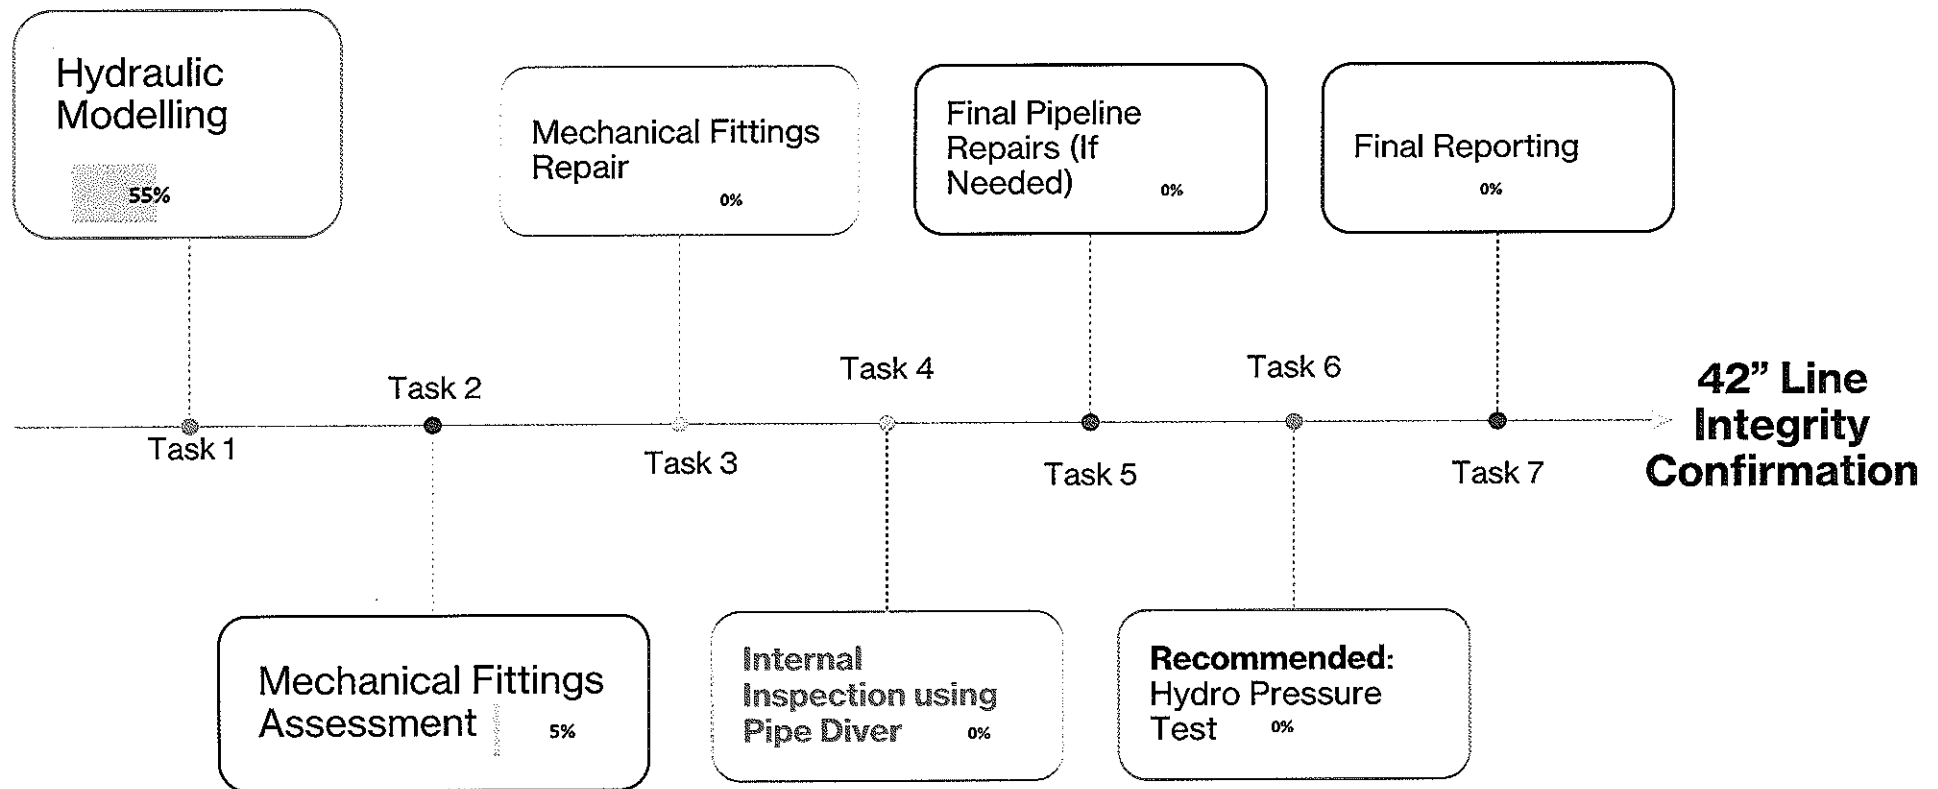 Hydraulic
Modelling
55%
Mechanical Fittings
Repair
0%
Final Pipeline
Repairs (If
Needed)
0%
Final Reporting
0%
Task 1
Task 2
Task 3
Task 4
Task 5
Task 6
Task 7
42” Line
Integrity
Confirmation
Mechanical Fittings
Assessment
5%
Internal
Inspection using
Pipe Diver
0%
Recommended:
Hydro Pressure
Test
0%